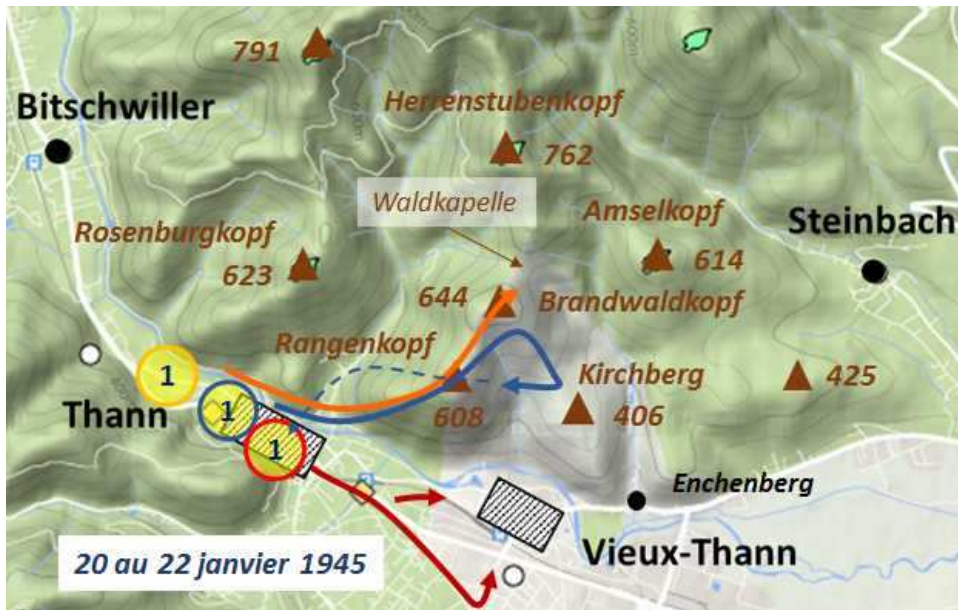 791
Bitschwiller
Herrenstubenkopf
762
Waldkapelle
Amselkopf
Steinbach
Rosenburgkopf
623
614
644
Brandwaldkopf
Rangenkopf
1
Kirchberg
425
Thann
1
608
406
1
Enchenberg
Vieux-Thann
20 au 22 janvier 1945